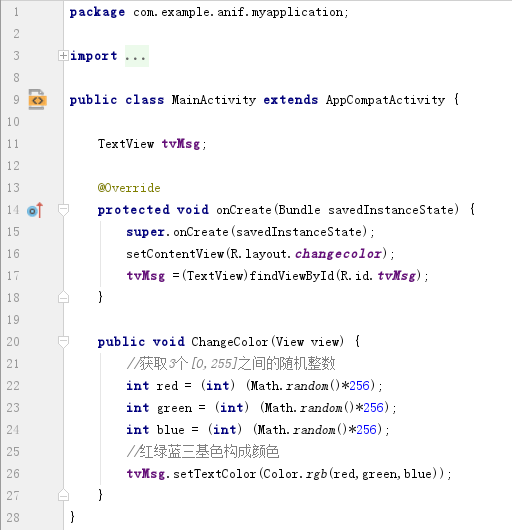 1 package com.example.anif.myapplication;
2
3 import ...
8
9 public class MainActivity extends AppCompatActivity {
10
11 TextView tvMsg;
12
13 @Override
14 protected void onCreate(Bundle savedInstanceState) {
15 super.onCreate(savedInstanceState);
16 setContentView(R.layout.changecolor);
17 tvMsg =(TextView)findViewById(R.id.tvMsg);
18 }
19
20 public void ChangeColor(View view) {
21 //获取3个[0,255]之间的随机整数
22 int red = (int) (Math.random()*256);
23 int green = (int) (Math.random()*256);
24 int blue = (int) (Math.random()*256);
25 //红绿蓝三基色构成颜色
26 tvMsg.setTextColor(Color.rgb(red,green,blue));
27 }
28 }